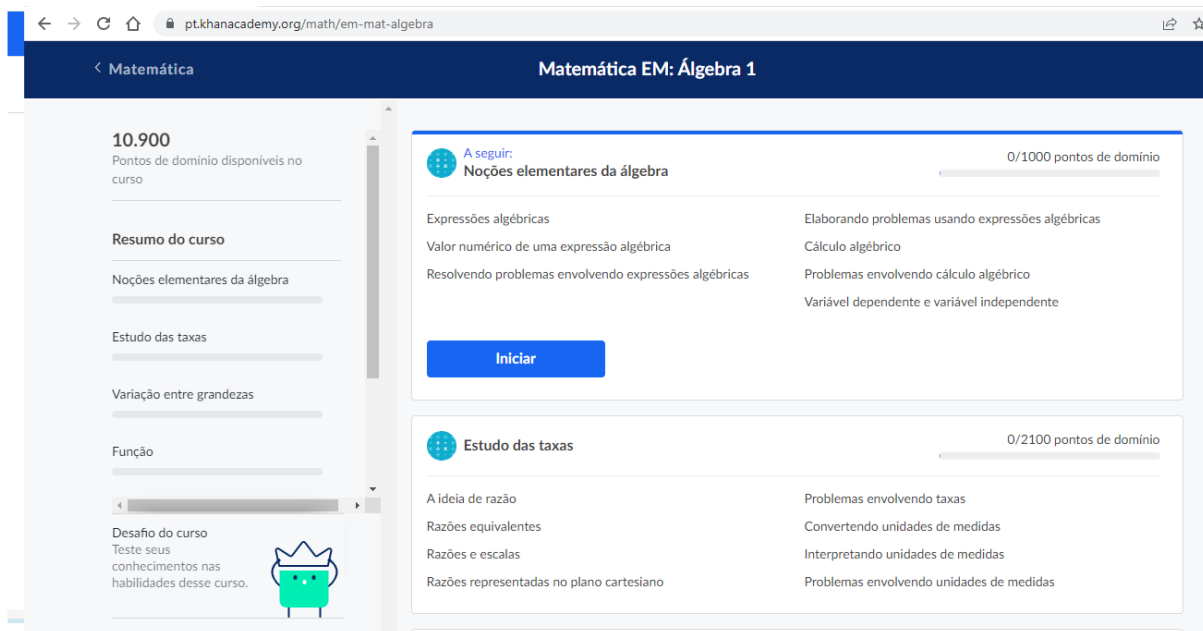 pt.khanacademy.org/math/em-mat-algebra
Matemática
Matemática EM: Álgebra 1
10.900
Pontos de domínio disponíveis no
curso
Resumo do curso
Noções elementares da álgebra
Estudo das taxas
Variação entre grandezas
Função
Desafio do curso
Teste seus
conhecimentos nas
habilidades desse curso.
A seguir:
Noções elementares da álgebra
0/1000 pontos de domínio
Expressões algébricas
Valor numérico de uma expressão algébrica
Resolvendo problemas envolvendo expressões algébricas
Elaborando problemas usando expressões algébricas
Cálculo algébrico
Problemas envolvendo cálculo algébrico
Variável dependente e variável independente
Iniciar
Estudo das taxas
0/2100 pontos de domínio
A ideia de razão
Razões equivalentes
Razões e escalas
Razões representadas no plano cartesiano
Problemas envolvendo taxas
Convertendo unidades de medidas
Interpretando unidades de medidas
Problemas envolvendo unidades de medidas